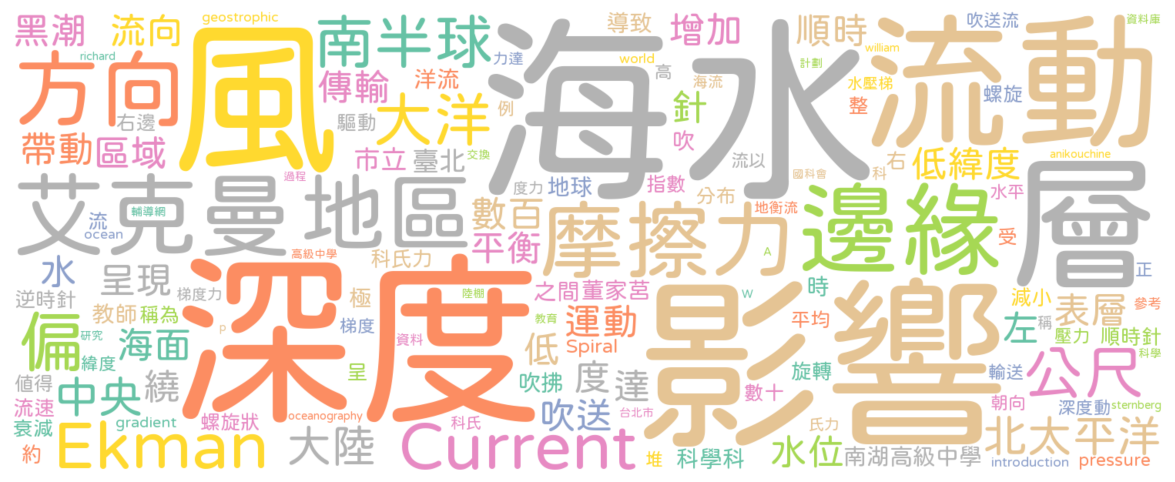 黑潮
流向
geostrophic
richard
方向
風
南半球
傳輸
洋流
力達
導致
world
高
海流
增加
順時
william
計劃
水壓梯
整
吹送流
資料庫
螺旋
右邊
驅動
大洋
例
海水
針
吹
流動
帶動
區域
市立
臺北
交換
過程
流以
右
科
低緯度
anikouchine
國科會
水平
艾克曼
地區
度力
地球
指數
分布
地衡流
數百
摩擦力
邊緣
層
流
輔導網
ocean
平衡
A
受
正
水
呈現
高級中學
科氏力
梯度力
極
陸棚
之間
董家莒
W
時
減小
表層
參考
逆時針
教師
稱為
深度
影響
偏
研究
海面
緯度
p
梯度
資料
教育
低
運動
Spiral
平均
左
稱
壓力
順時針
科學
值得
中央
繞
呈
吹拂
度
達
數十
旋轉
輸送
公尺
流速
衰減
gradient
螺旋狀
oceanography
科氏
吹送
台北市
氏力
朝向
深度動
sternberg
約
Ekman
大陸
Current
堆
科學科
水位
南湖高級中學
北太平洋
introduction
pressure